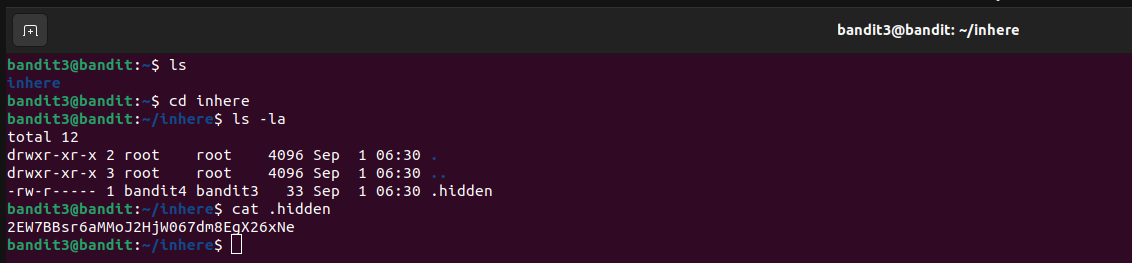 bandit3@bandit: ~/inhere
bandit3@bandit:~$ ls
inhere
bandit3@bandit:~$ cd inhere
bandit3@bandit:~/inhere$ ls -la
total 12
drwxr-xr-x 2 root    root    4096 Sep  1 06:30 .
drwxr-xr-x 3 root    root    4096 Sep  1 06:30 ..
-rw-r----- 1 bandit4 bandit3   33 Sep  1 06:30 .hidden
bandit3@bandit:~/inhere$ cat .hidden
2EW7BBsr6aMMoJ2HjW067dm8EgX26xNe
bandit3@bandit:~/inhere$